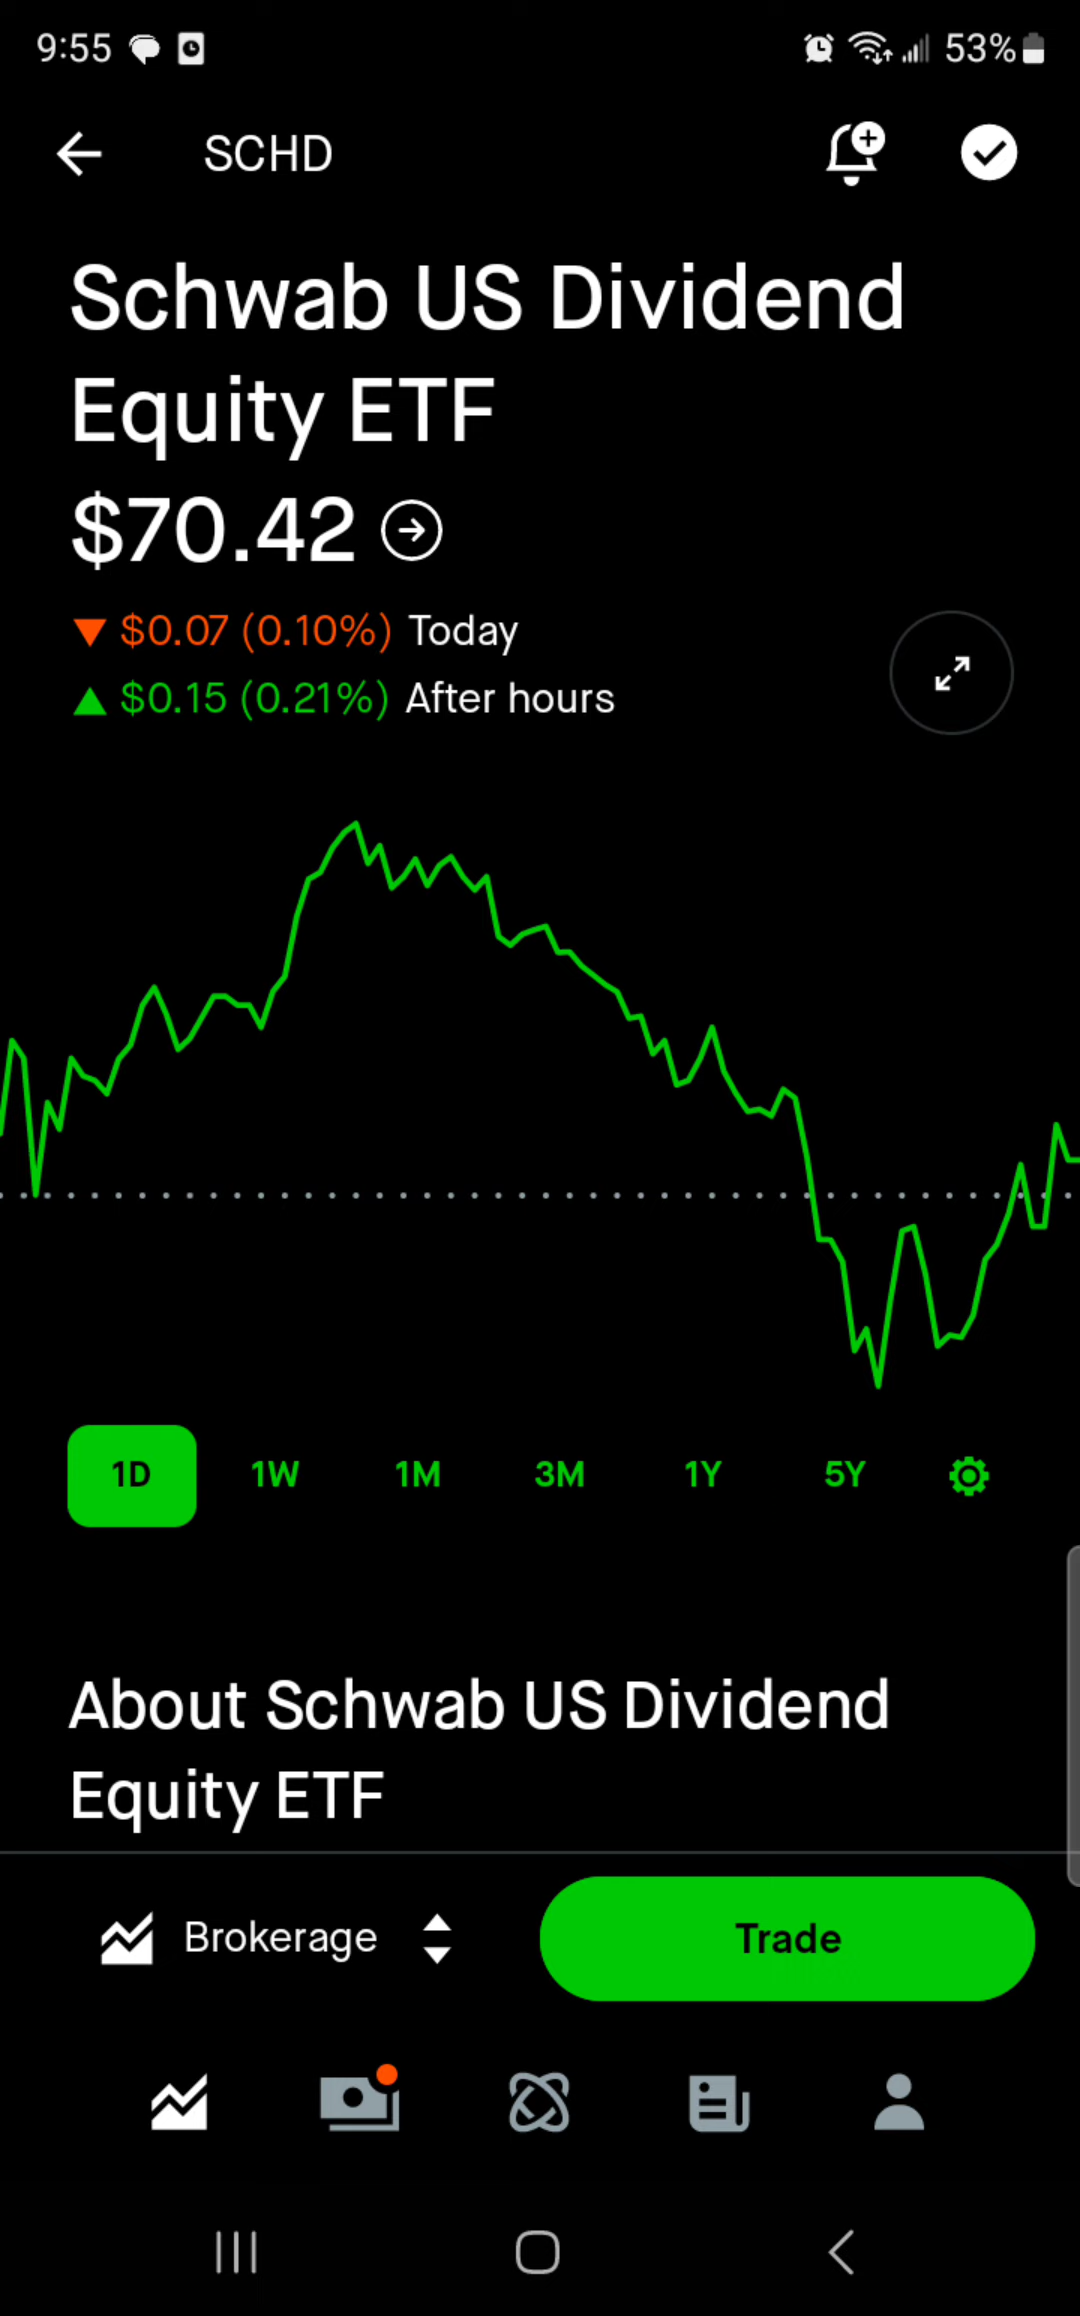 9:55 53%
SCHD
Schwab US Dividend
Equity ETF
$70.42
▼ $0.07 (0.10%) Today
▲ $0.15 (0.21%) After hours
1D 1W 1M 3M 1Y 5Y
About Schwab US Dividend
Equity ETF
Brokerage Trade